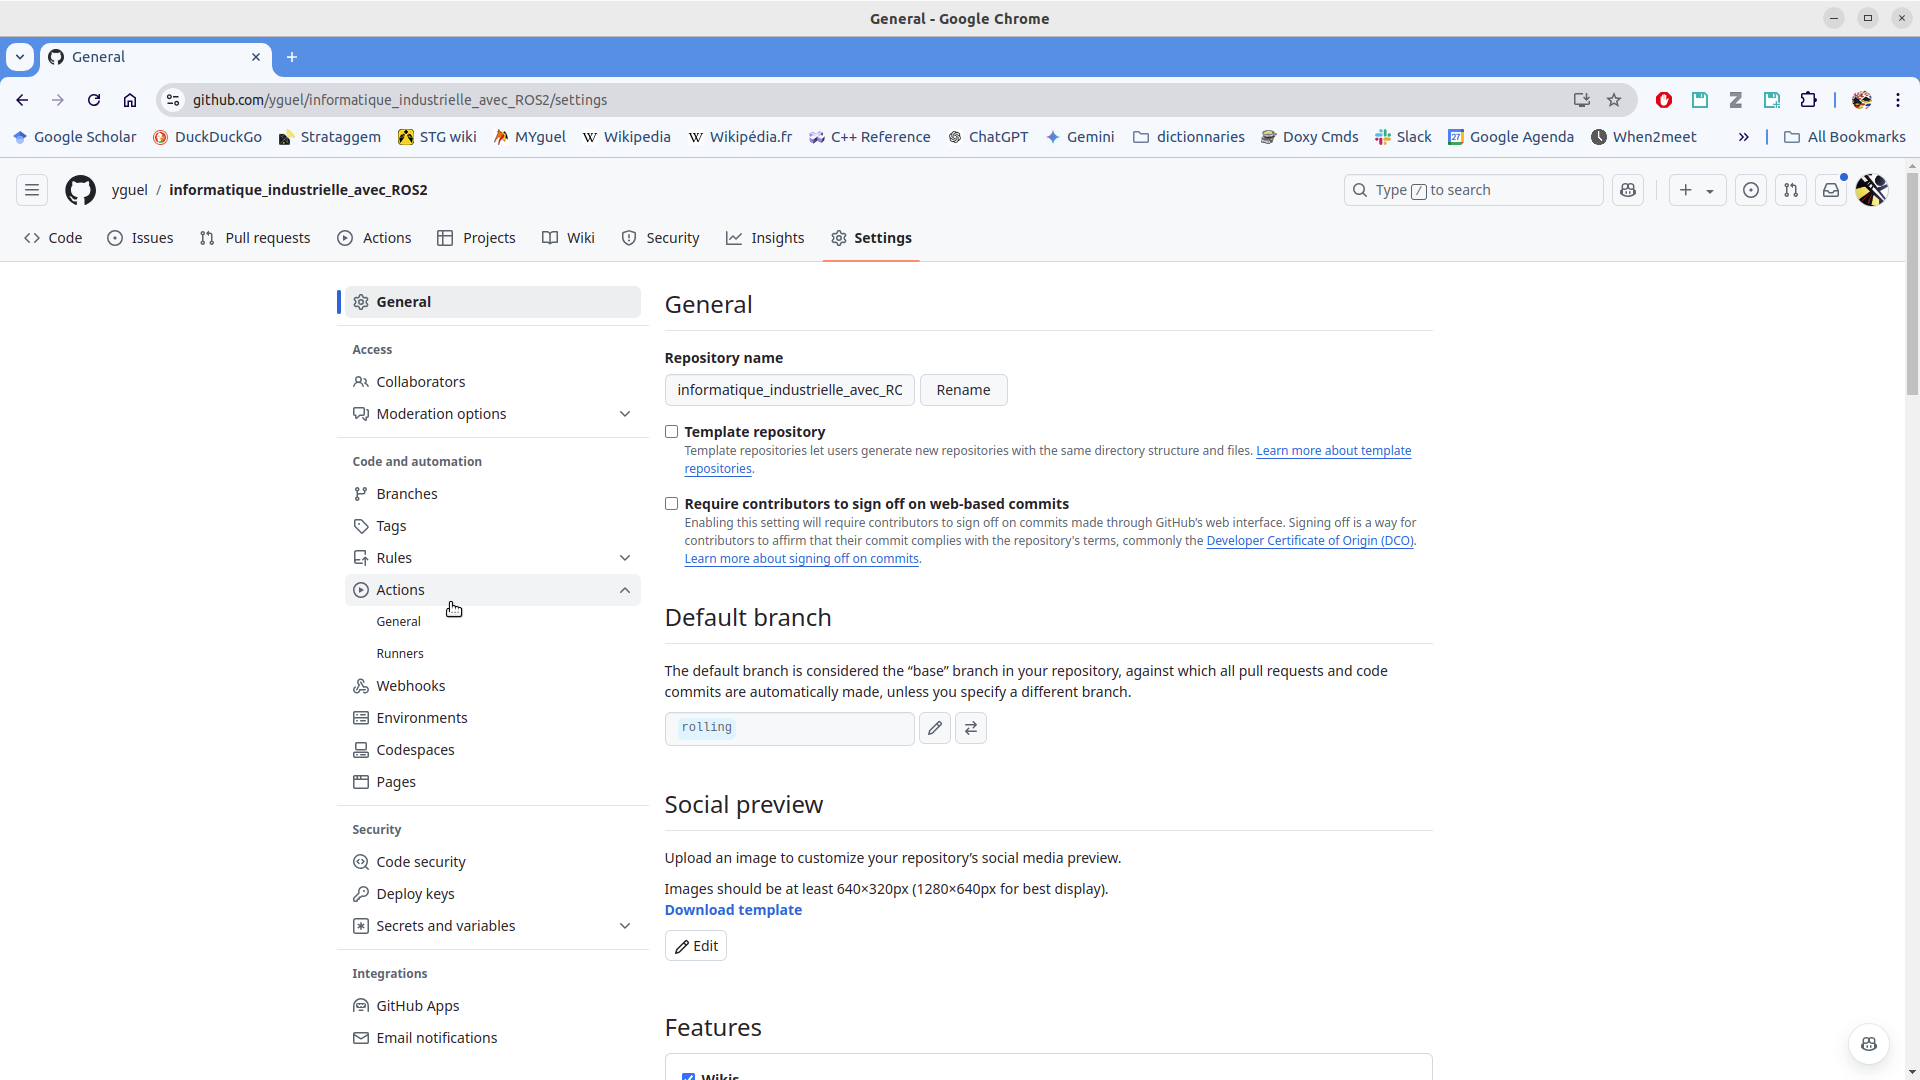 General - Google Chrome
General
github.com/yguel/informatique_industrielle_avec_ROS2/settings
Google Scholar DuckDuckGo Strataggem STG wiki MYguel Wikipedia Wikipédia.fr C++ Reference ChatGPT Gemini dictionnaries Doxy Cmds Slack Google Agenda When2meet » All Bookmarks
yguel / informatique_industrielle_avec_ROS2
Type / to search
Code Issues Pull requests Actions Projects Wiki Security Insights Settings
General
Access
Collaborators
Moderation options
Code and automation
Branches
Tags
Rules
Actions
General
Runners
Webhooks
Environments
Codespaces
Pages
Security
Code security
Deploy keys
Secrets and variables
Integrations
GitHub Apps
Email notifications
General
Repository name
informatique_industrielle_avec_RO Rename
Template repository
Template repositories let users generate new repositories with the same directory structure and files. Learn more about template
repositories.
Require contributors to sign off on web-based commits
Enabling this setting will require contributors to sign off on commits made through GitHub's web interface. Signing off is a way for
contributors to affirm that their commit complies with the repository's terms, commonly the Developer Certificate of Origin (DCO).
Learn more about signing off on commits.
Default branch
The default branch is considered the “base” branch in your repository, against which all pull requests and code
commits are automatically made, unless you specify a different branch.
rolling
Social preview
Upload an image to customize your repository’s social media preview.
Images should be at least 640×320px (1280×640px for best display).
Download template
Edit
Features
Wikis